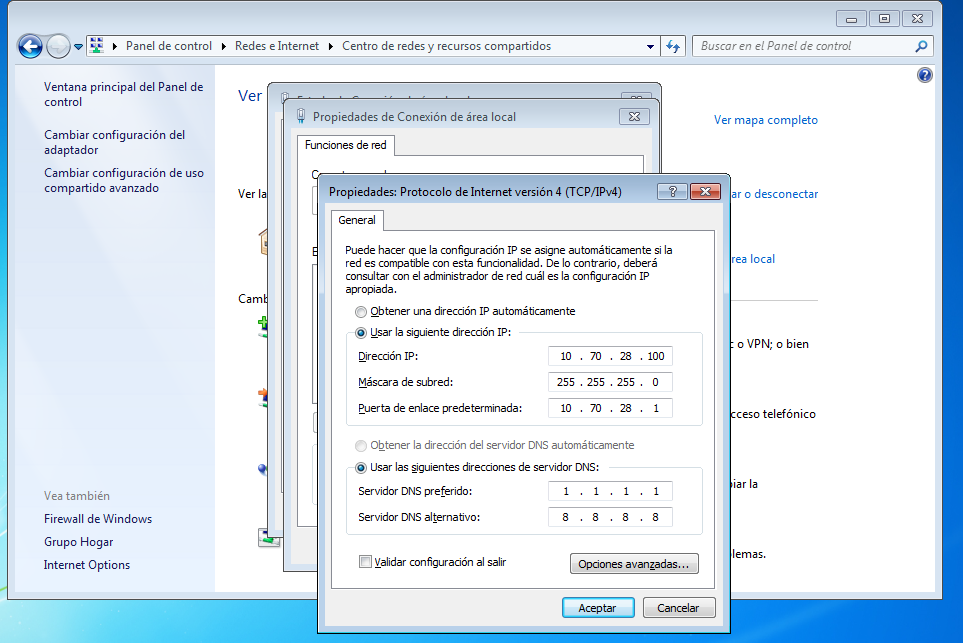 Panel de control
Redes e Internet
Centro de redes y recursos compartidos
Buscar en el Panel de control
Ventana principal del Panel de
control
Cambiar configuración del
adaptador
Cambiar configuración de uso
compartido avanzado
Vea también
Firewall de Windows
Grupo Hogar
Internet Options
Ver
Ver mapa completo
Ver la
ar o desconectar
rea local
Camb
c o VPN; o bien
cceso telefónico
iar la
lemas.
Propiedades de Conexión de área local
Funciones de red
Propiedades: Protocolo de Internet versión 4 (TCP/IPv4)
General
Puede hacer que la configuración IP se asigne automáticamente si la
red es compatible con esta funcionalidad. De lo contrario, deberá
consultar con el administrador de red cuál es la configuración IP
apropiada.
Obtener una dirección IP automáticamente
Usar la siguiente dirección IP:
Dirección IP: 10 . 70 . 28 . 100
Máscara de subred: 255 . 255 . 255 . 0
Puerta de enlace predeterminada: 10 . 70 . 28 . 1
Obtener la dirección del servidor DNS automáticamente
Usar las siguientes direcciones de servidor DNS:
Servidor DNS preferido: 1 . 1 . 1 . 1
Servidor DNS alternativo: 8 . 8 . 8 . 8
Validar configuración al salir
Opciones avanzadas...
Aceptar
Cancelar